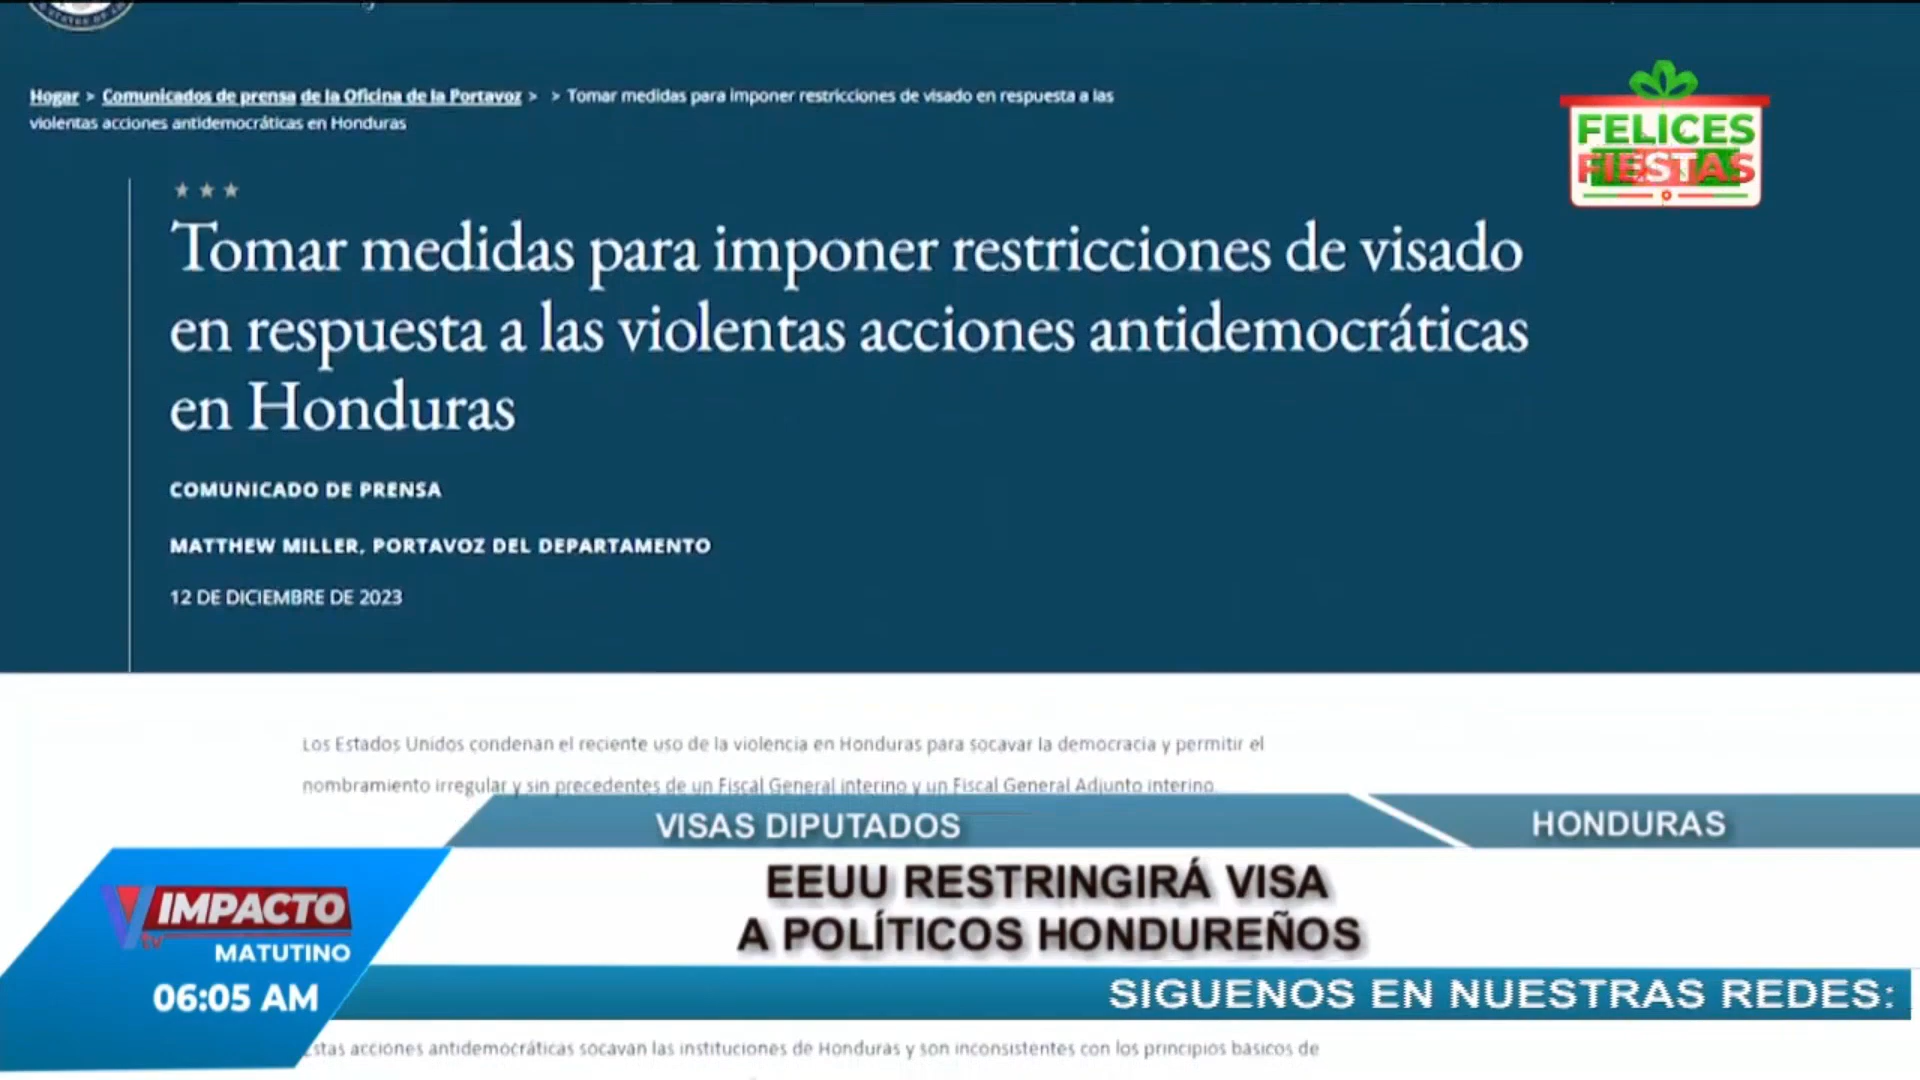 Hogar > Comunicados de prensa de la Oficina de la Portavoz > > Tomar medidas para imponer restricciones de visado en respuesta a las
violentas acciones antidemocráticas en Honduras
FELICES
FIESTAS
Tomar medidas para imponer restricciones de visado
en respuesta a las violentas acciones antidemocráticas
en Honduras
COMUNICADO DE PRENSA
MATTHEW MILLER, PORTAVOZ DEL DEPARTAMENTO
12 DE DICIEMBRE DE 2023
Los Estados Unidos condenan el reciente uso de la violencia en Honduras para socavar la democracia y permitir el
nombramiento irregular y sin precedentes de un Fiscal General interino y un Fiscal General Adjunto interino.
VISAS DIPUTADOS
HONDURAS
EEUU RESTRINGIRÁ VISA
A POLÍTICOS HONDUREÑOS
V tv IMPACTO
MATUTINO
06:05 AM
SIGUENOS EN NUESTRAS REDES:
Estas acciones antidemocráticas socavan las instituciones de Honduras y son inconsistentes con los principios básicos de